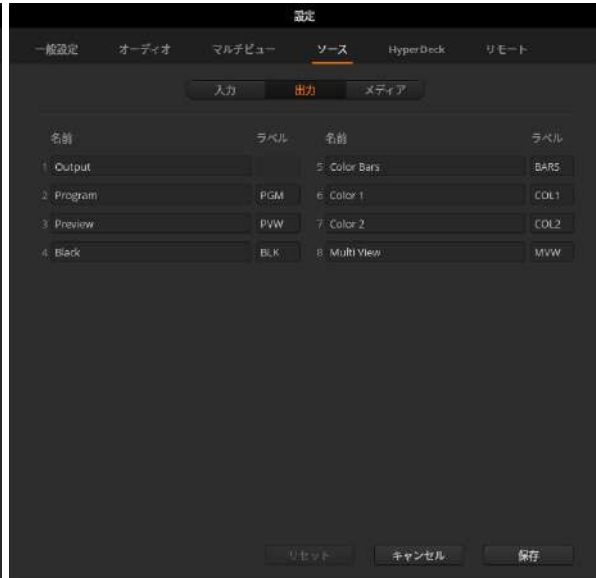 設定
一般設定 オーディオ マルチビュー ソース HyperDeck リモート
入力 出力 メディア
名前 ラベル 名前 ラベル
1 Output 5 Color Bars BARS
2 Program PGM 6 Color 1 COL1
3 Preview PVW 7 Color 2 COL2
4 Black BLK 8 Multi View MVW
リセット キャンセル 保存